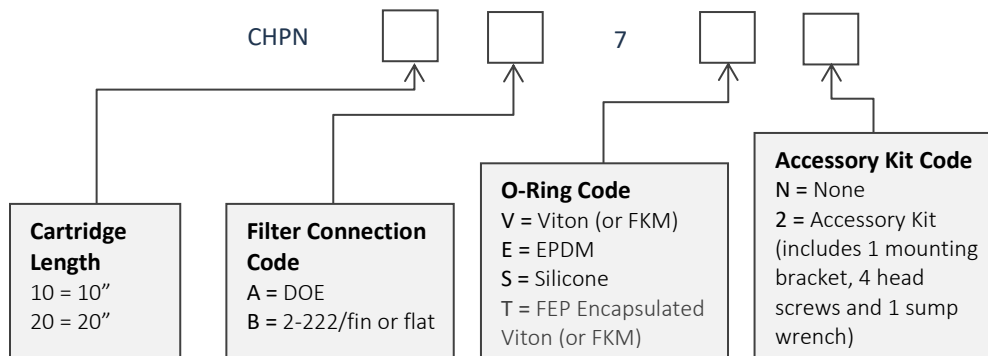 CHPN 7
Cartridge
Length
10 = 10”
20 = 20”
Filter Connection
Code
A = DOE
B = 2-222/fin or flat
O-Ring Code
V = Viton (or FKM)
E = EPDM
S = Silicone
T = FEP Encapsulated
Viton (or FKM)
Accessory Kit Code
N = None
2 = Accessory Kit
(includes 1 mounting
bracket, 4 head
screws and 1 sump
wrench)